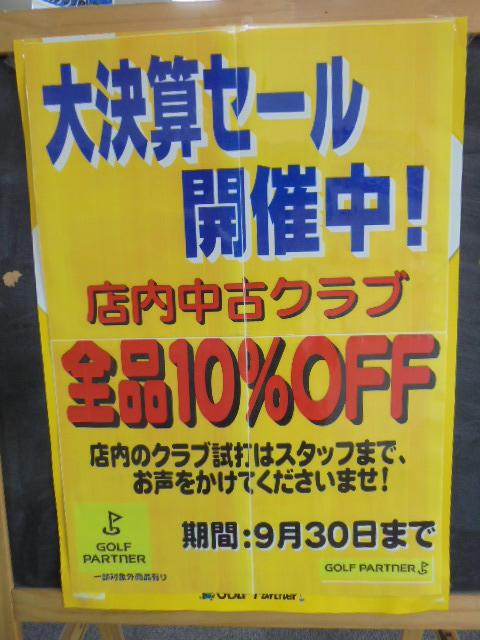 大決算セール
開催中!
店内中古クラブ
全品10%OFF
店内のクラブ試打はスタッフまで、
お声をかけてくださいませ!
期間:9月30日まで
GOLF
PARTNER
一部対象外商品有り
GOLF PARTNER
Golf Partner